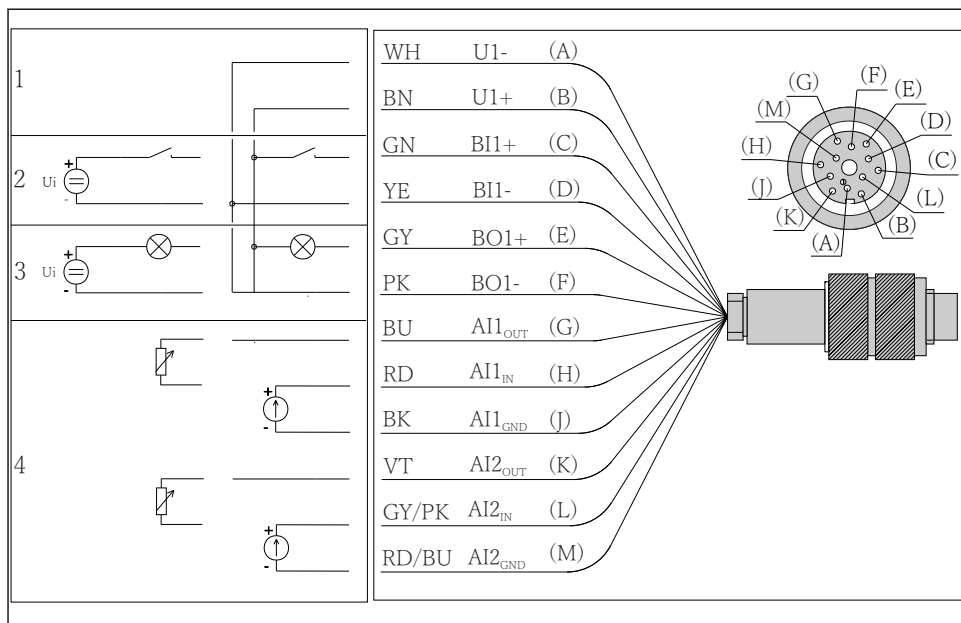 1
2
Ui
+
-
3
Ui
+
-
4
+
-
+
-
WH U1- (A)
BN U1+ (B)
GN BI1+ (C)
YE BI1- (D)
GY BO1+ (E)
PK BO1- (F)
BU AI1OUT (G)
RD AI1IN (H)
BK AI1GND (J)
VT AI2OUT (K)
GY/PK AI2IN (L)
RD/BU AI2GND (M)
(F)
(G)
(E)
(M)
(D)
(H)
(C)
(J)
(L)
(K)
(B)
(A)